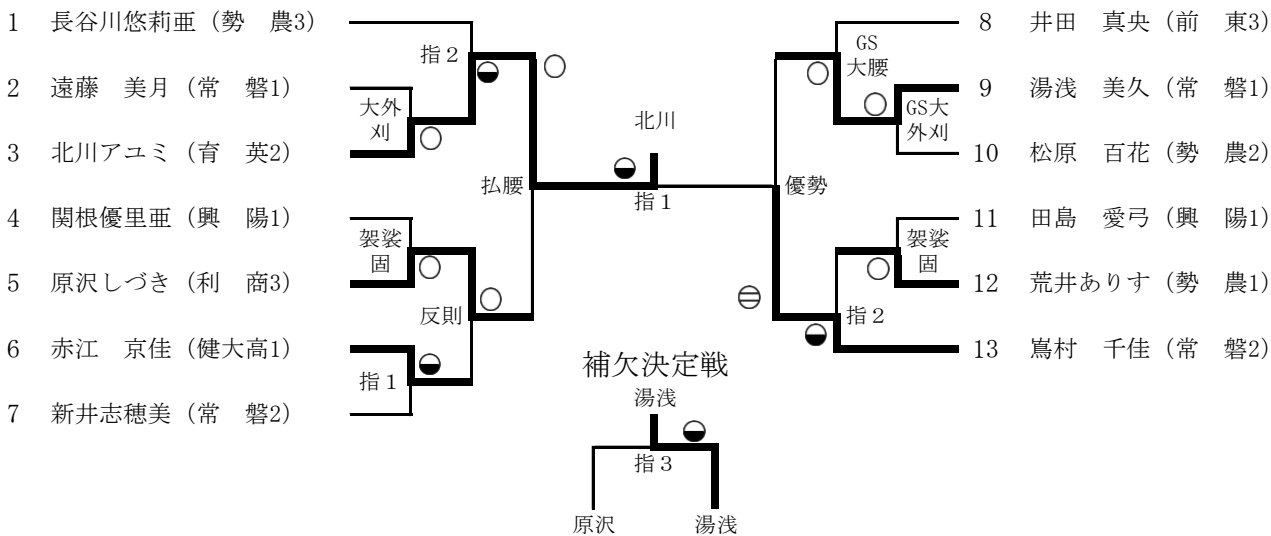 1 長谷川悠莉亜（勢　農3）
2 遠藤　美月（常　磐1）
3 北川アユミ（育　英2）
4 関根優里亜（興　陽1）
5 原沢しづき（利　商3）
6 赤江　京佳（健大高1）
7 新井志穂美（常　磐2）
指２
大外
刈
払腰
袈裟
固
反則
指１
北川
指１
8 井田　真央（前　東3）
9 湯浅　美久（常　磐1）
10 松原　百花（勢　農2）
11 田島　愛弓（興　陽1）
12 荒井ありす（勢　農1）
13 嶌村　千佳（常　磐2）
GS
大腰
GS大
外刈
優勢
袈裟
固
指２
補欠決定戦
湯浅
指３
原沢
湯浅